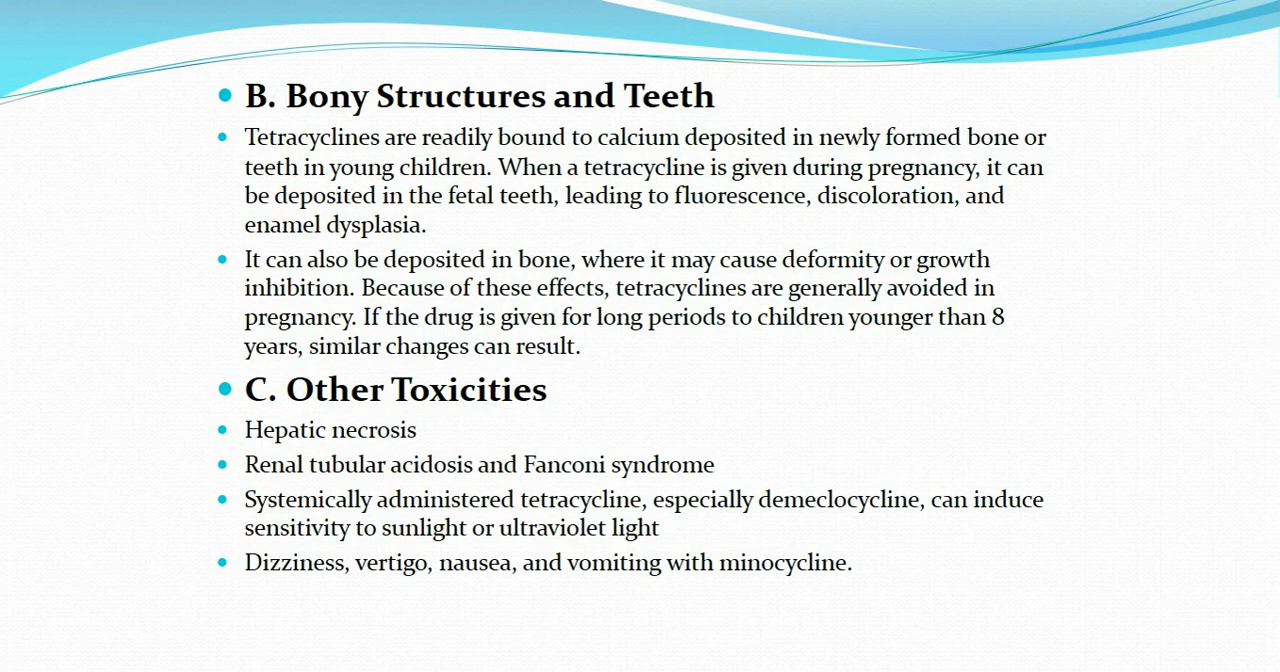 B. Bony Structures and Teeth
Tetracyclines are readily bound to calcium deposited in newly formed bone or
teeth in young children. When a tetracycline is given during pregnancy, it can
be deposited in the fetal teeth, leading to fluorescence, discoloration, and
enamel dysplasia.
It can also be deposited in bone, where it may cause deformity or growth
inhibition. Because of these effects, tetracyclines are generally avoided in
pregnancy. If the drug is given for long periods to children younger than 8
years, similar changes can result.
C. Other Toxicities
Hepatic necrosis
Renal tubular acidosis and Fanconi syndrome
Systemically administered tetracycline, especially demeclocycline, can induce
sensitivity to sunlight or ultraviolet light
Dizziness, vertigo, nausea, and vomiting with minocycline.